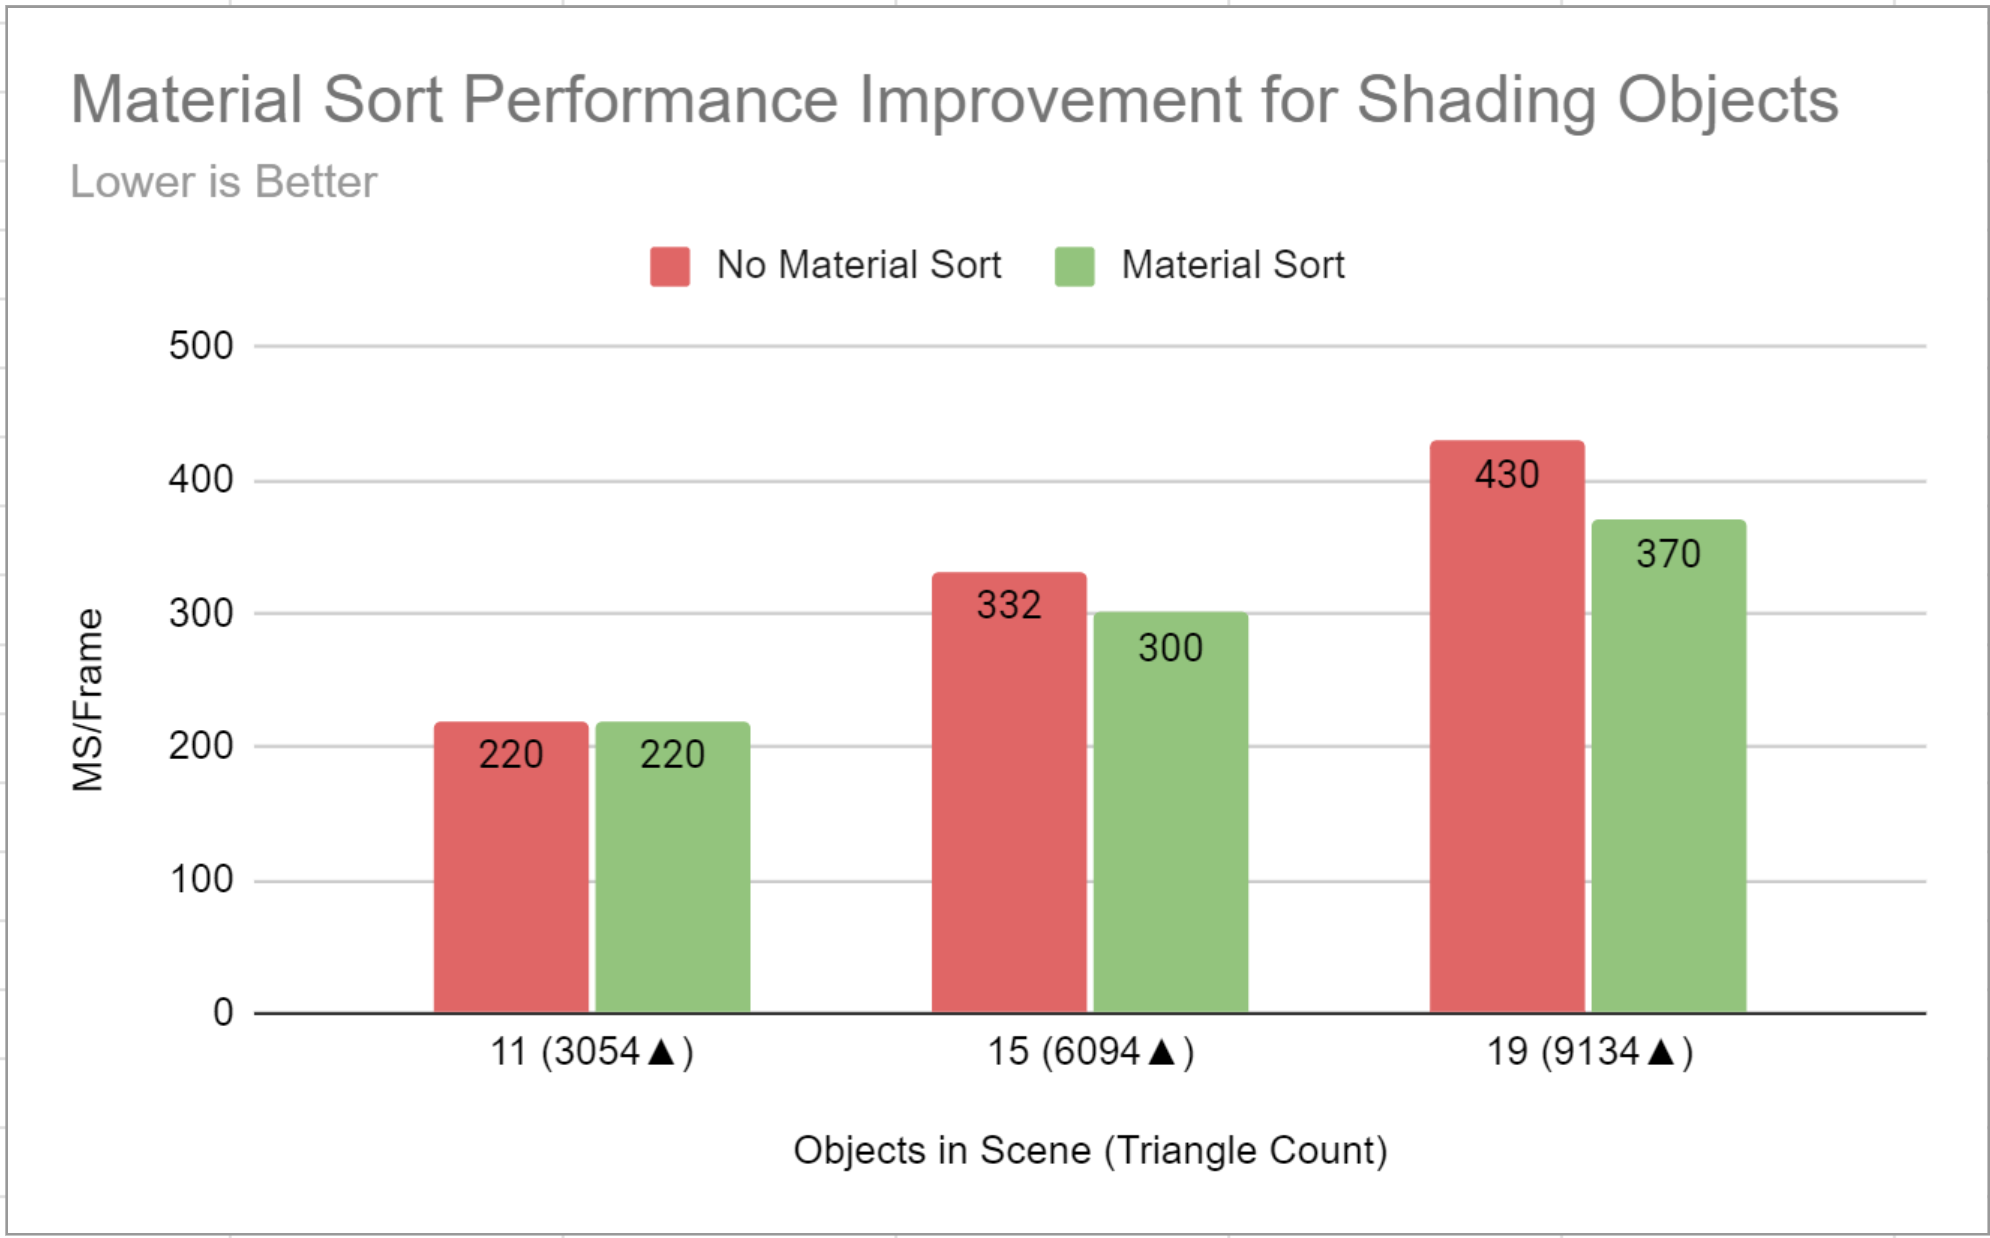 Material Sort Performance Improvement for Shading Objects
Lower is Better
No Material Sort
Material Sort
500
400
300
200
100
0
MS/Frame
220
220
332
300
430
370
11 (3054▲)
15 (6094▲)
19 (9134▲)
Objects in Scene (Triangle Count)